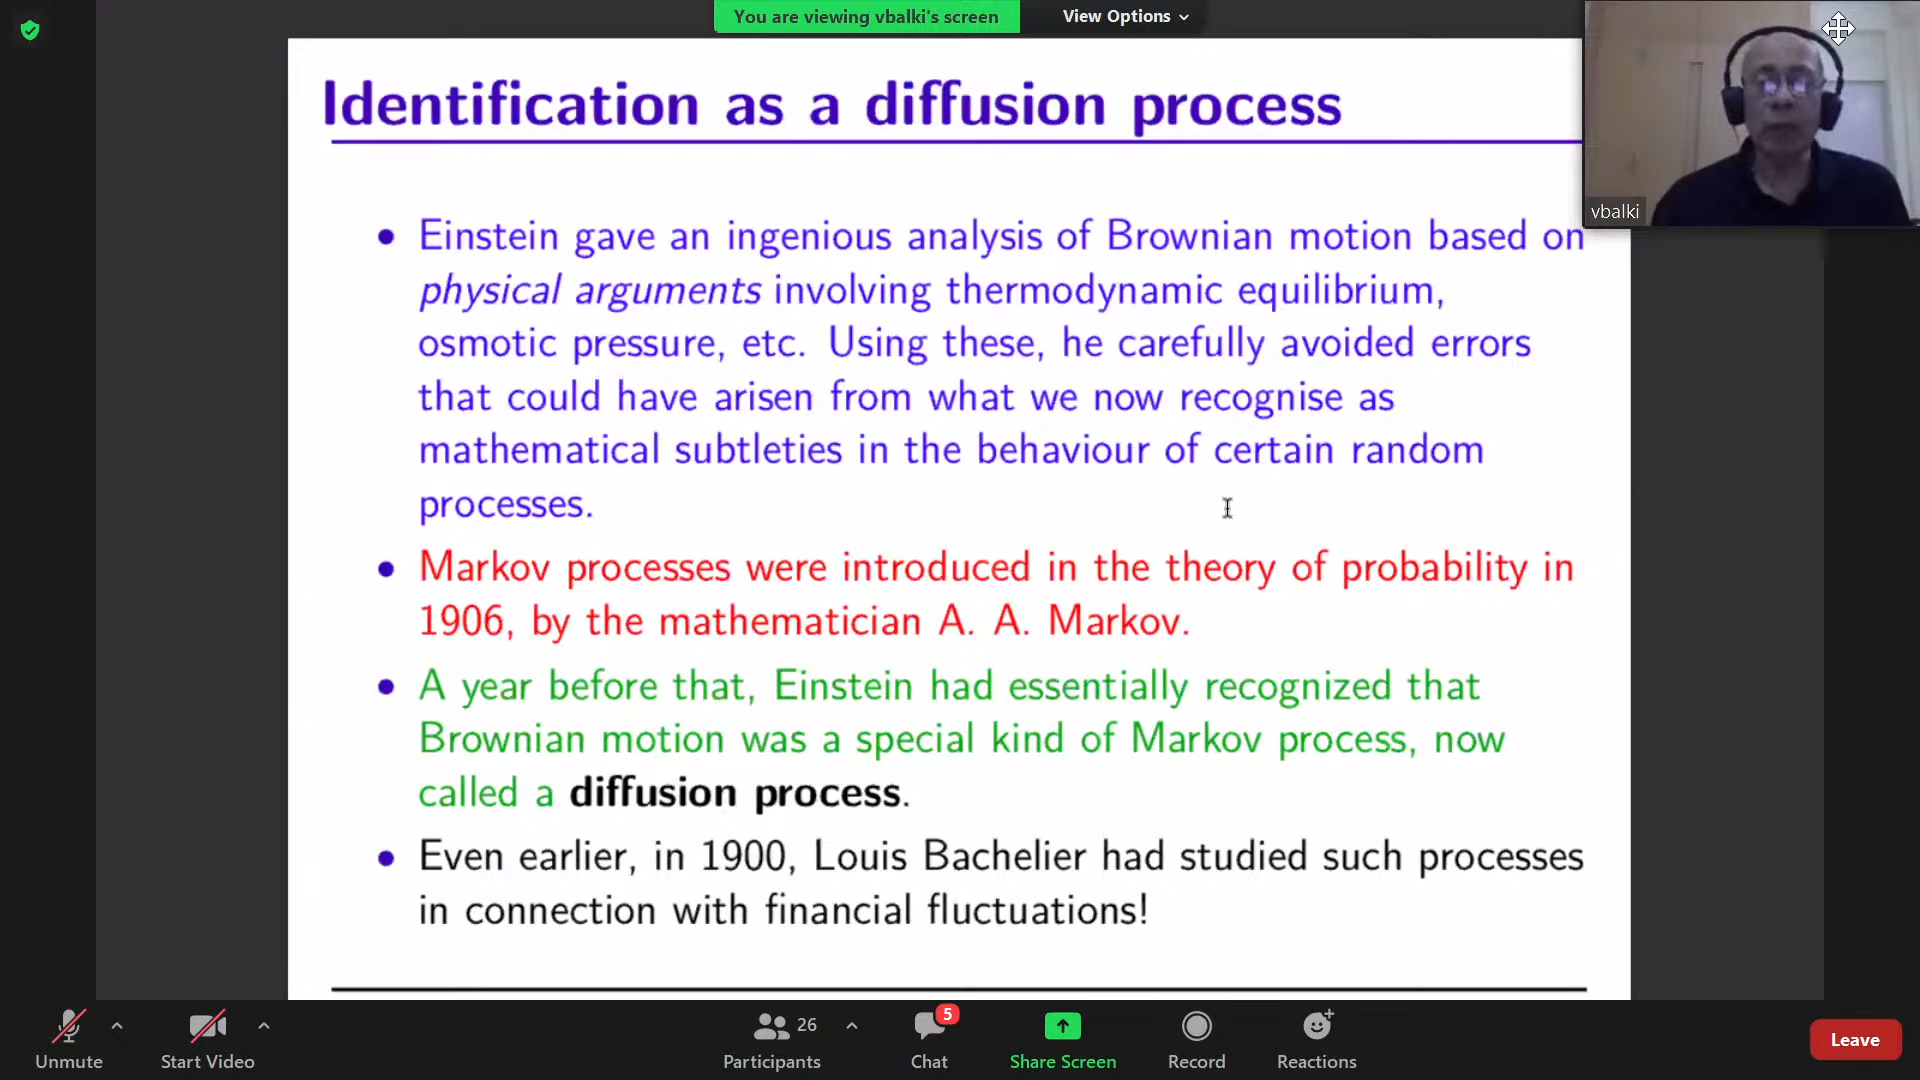 You are viewing vbalki's screen
View Options
Identification as a diffusion process
vbalki
• Einstein gave an ingenious analysis of Brownian motion based on
physical arguments involving thermodynamic equilibrium,
osmotic pressure, etc. Using these, he carefully avoided errors
that could have arisen from what we now recognise as
mathematical subtleties in the behaviour of certain random
processes.
• Markov processes were introduced in the theory of probability in
1906, by the mathematician A. A. Markov.
• A year before that, Einstein had essentially recognized that
Brownian motion was a special kind of Markov process, now
called a diffusion process.
• Even earlier, in 1900, Louis Bachelier had studied such processes
in connection with financial fluctuations!
26
5
Unmute
Start Video
Participants
Chat
Share Screen
Record
Reactions
Leave